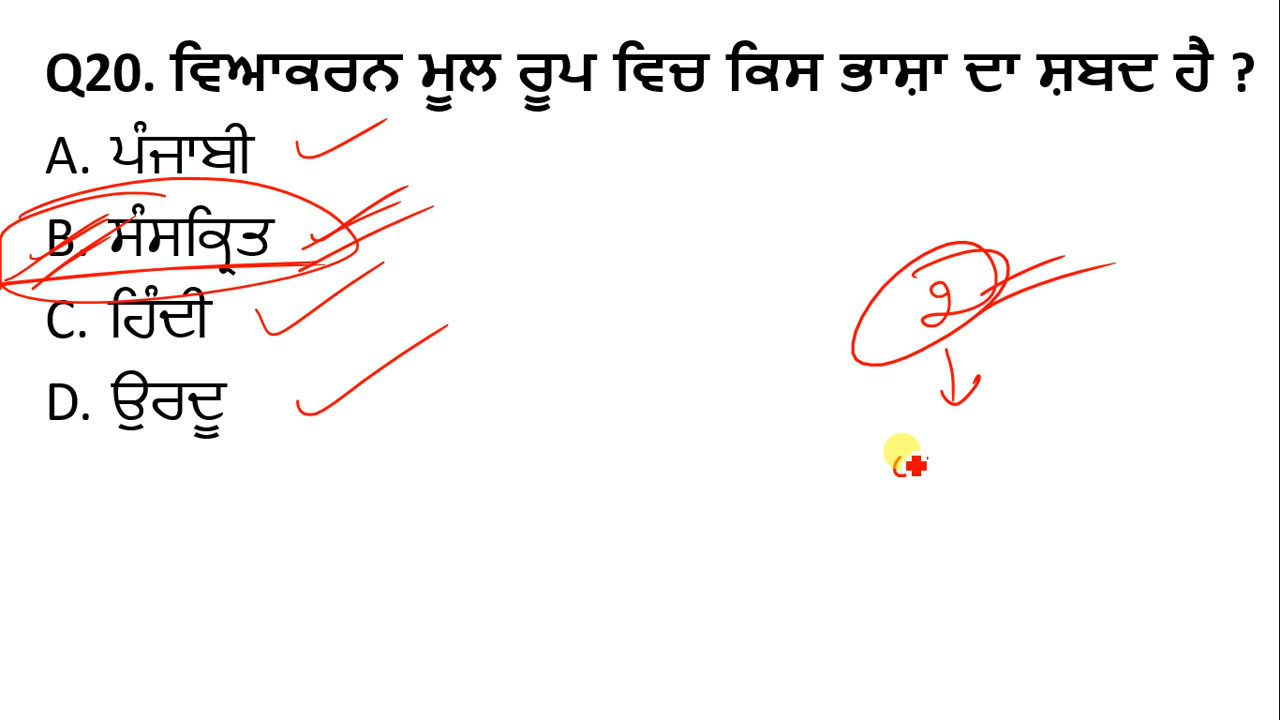 Q20. ਵਿਆਕਰਨ ਮੂਲ ਰੂਪ ਵਿਚ ਕਿਸ ਭਾਸ਼ਾ ਦਾ ਸ਼ਬਦ ਹੈ ?
A. ਪੰਜਾਬੀ
B. ਸੰਸਕ੍ਰਿਤ
C. ਹਿੰਦੀ
D. ਉਰਦੂ